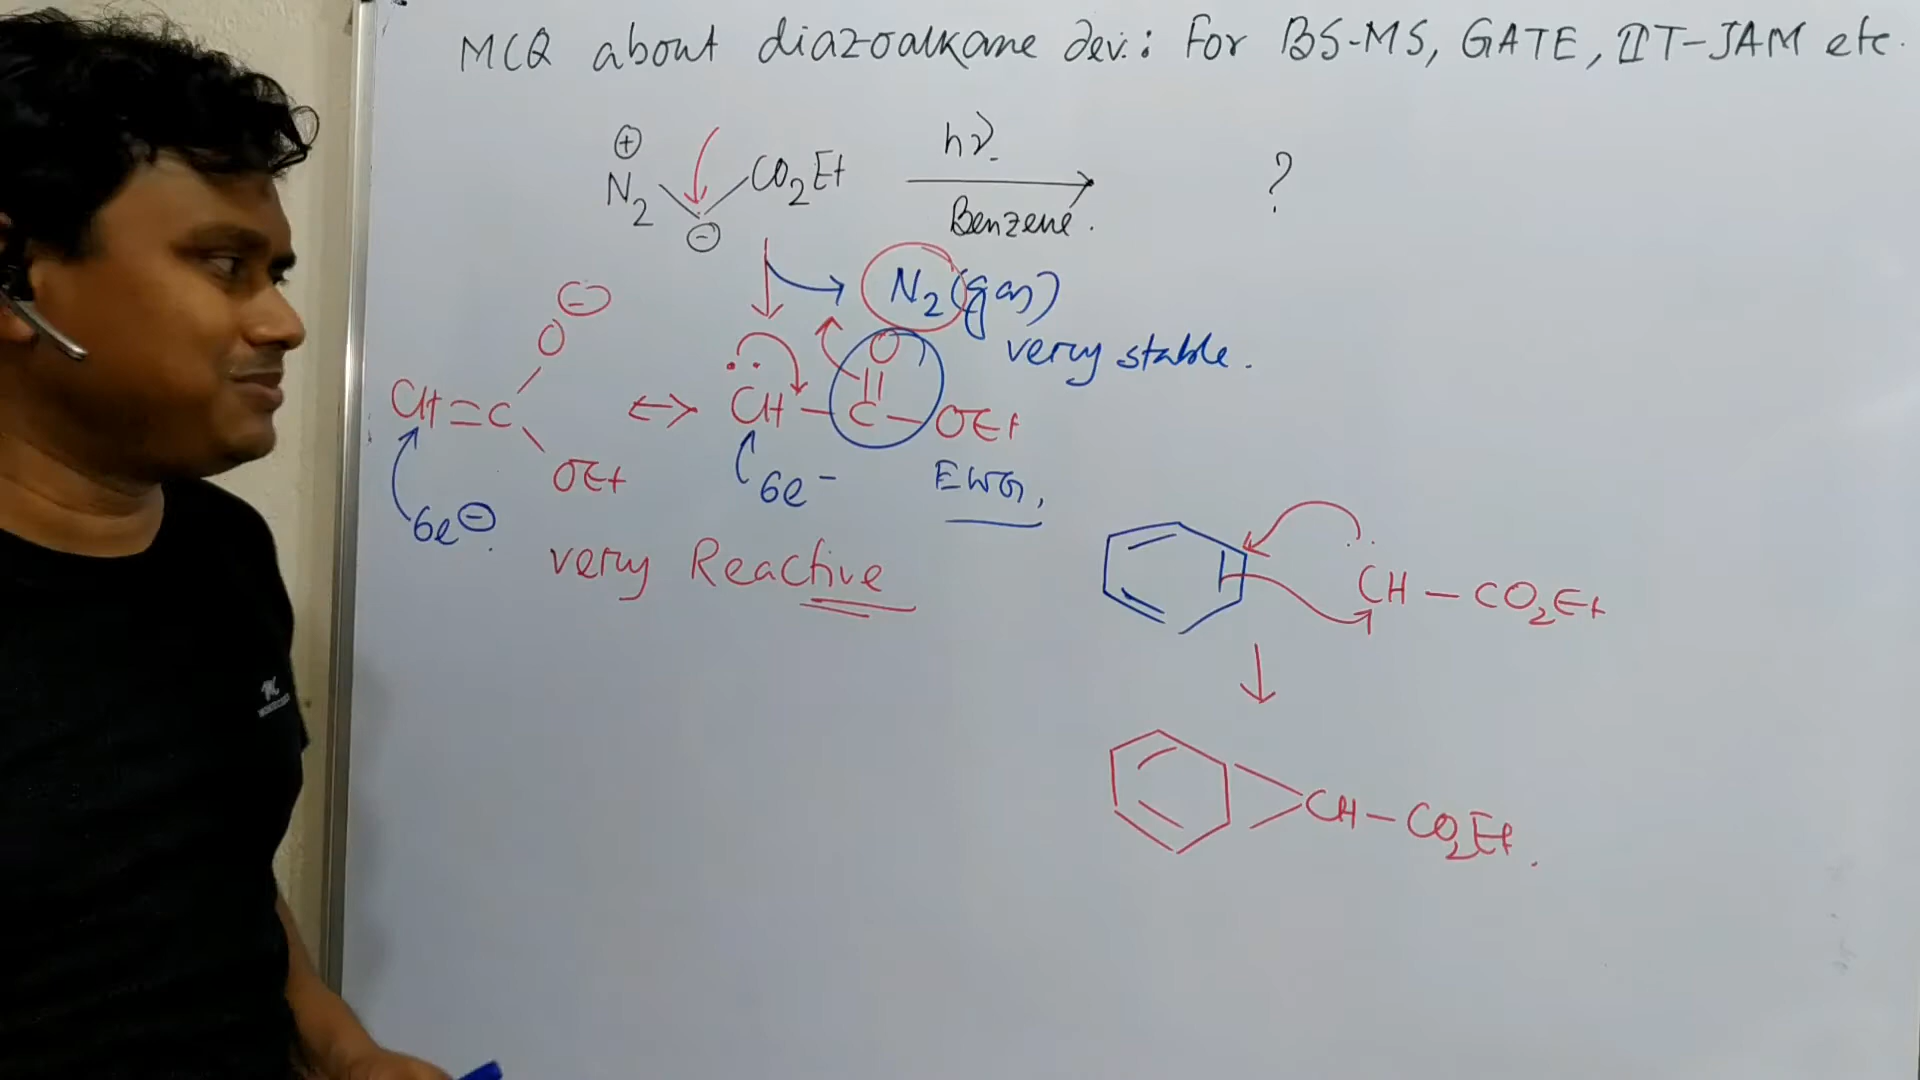 MCQ about diazoalkane dev.: For BS-MS, GATE, IIT-JAM etc.
⊕
N2 CO2Et hν ?
⊖ Benzene.
N2 (gas)
very stable.
⊖
O O
CH=C ↔ :CH-C-OEt
OEt
6e⊖. 6e- EWG,
very Reactive
:CH-CO2Et
CH-CO2Et.